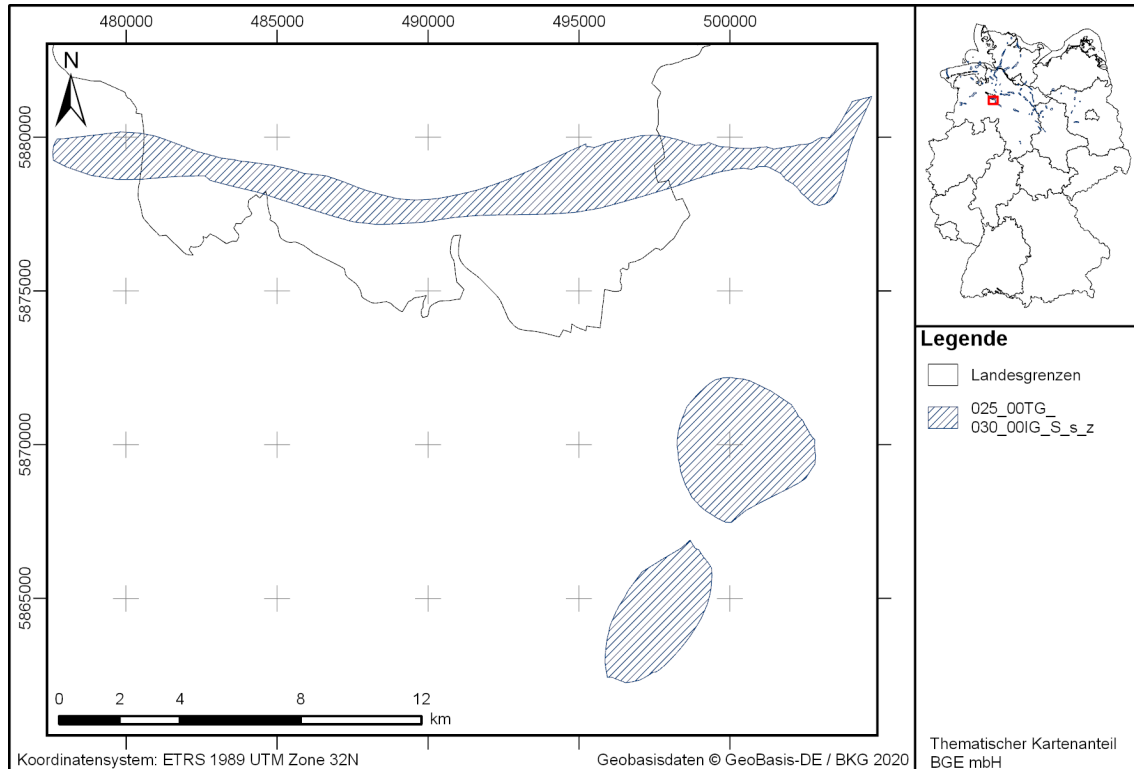 480000 485000 490000 495000 500000
N
5880000
5875000
5870000
5865000
0 2 4 8 12
km
Koordinatensystem: ETRS 1989 UTM Zone 32N
Geobasisdaten © GeoBasis-DE / BKG 2020
Legende
Landesgrenzen
025_00TG_
030_00IG_S_s_z
Thematischer Kartenanteil
BGE mbH